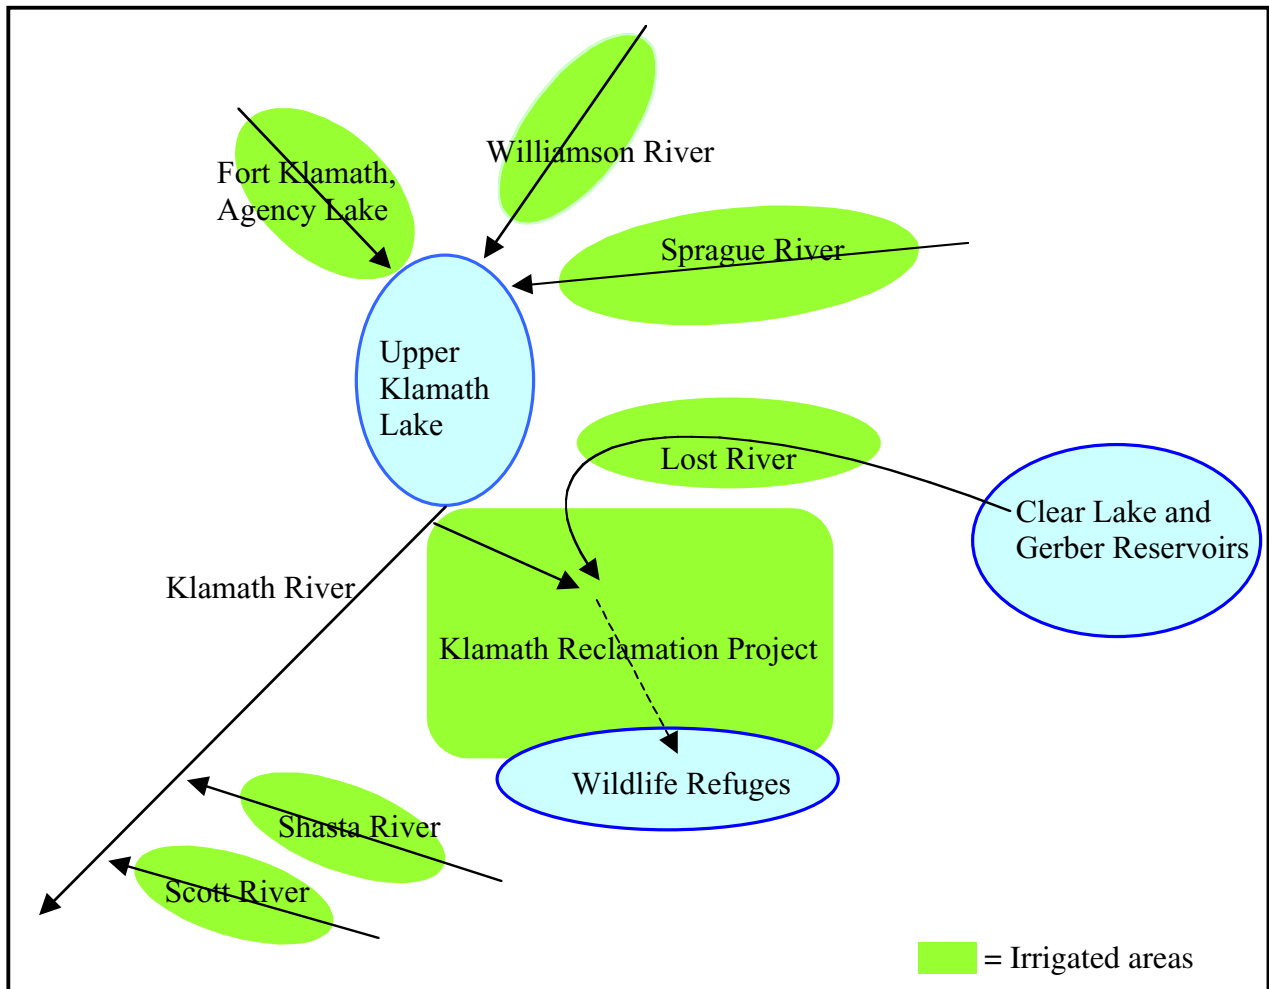 Williamson River
Fort Klamath,
Agency Lake
Sprague River
Upper
Klamath
Lake
Lost River
Clear Lake and
Gerber Reservoirs
Klamath River
Klamath Reclamation Project
Wildlife Refuges
Shasta River
Scott River
= Irrigated areas